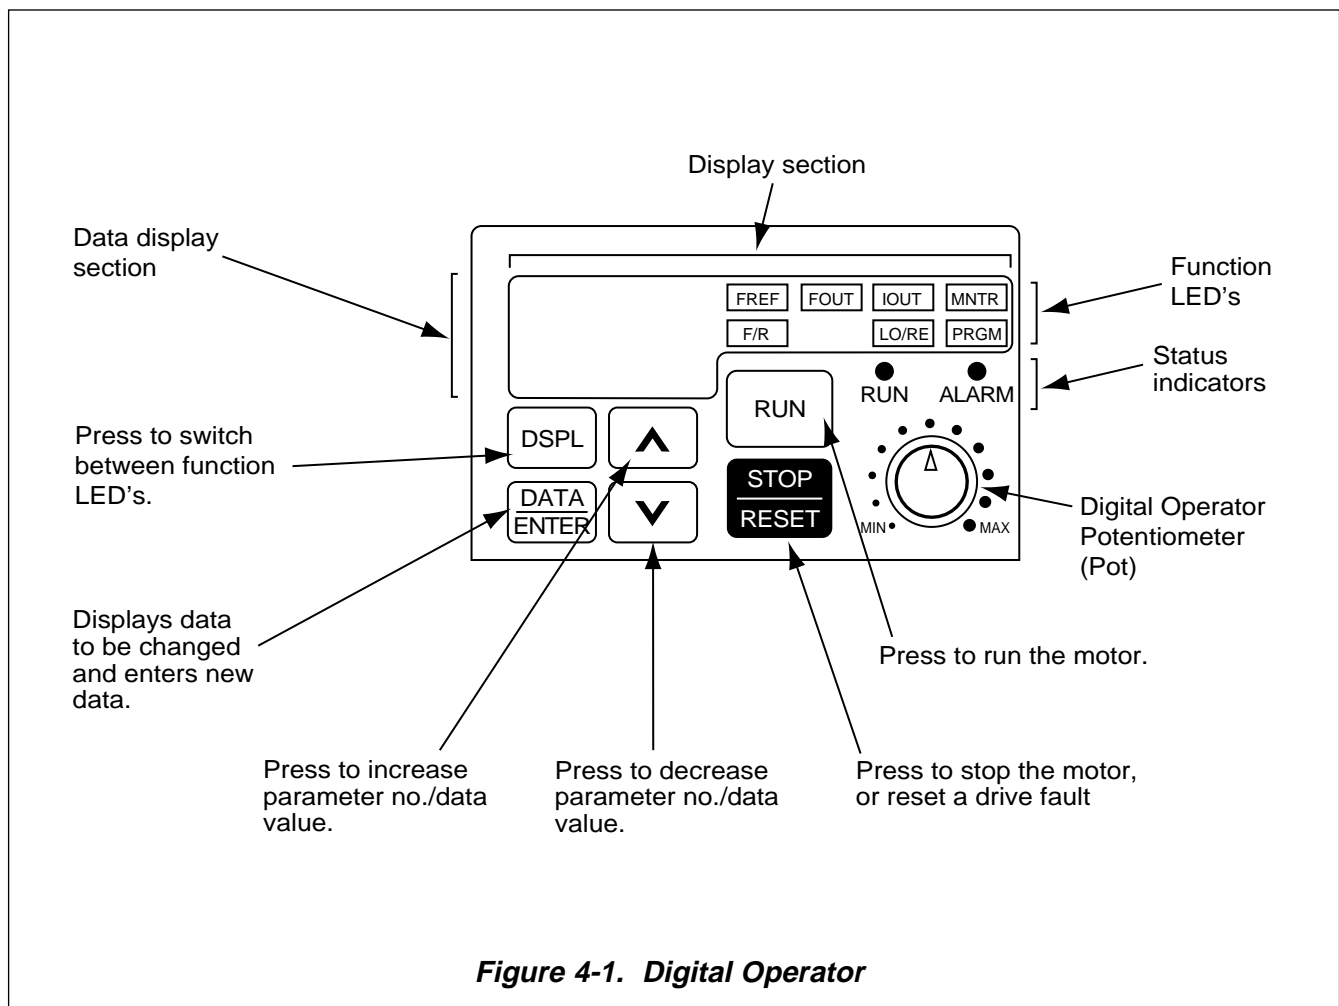 Display section
Data display
section
Function
LED's
FREF FOUT IOUT MNTR
F/R LO/RE PRGM
Status
indicators
RUN ALARM
RUN
DSPL
Press to switch
between function
LED's.
STOP
RESET
DATA
ENTER
MIN MAX
Digital Operator
Potentiometer
(Pot)
Displays data
to be changed
and enters new
data.
Press to run the motor.
Press to increase
parameter no./data
value.
Press to decrease
parameter no./data
value.
Press to stop the motor,
or reset a drive fault
Figure 4-1. Digital Operator